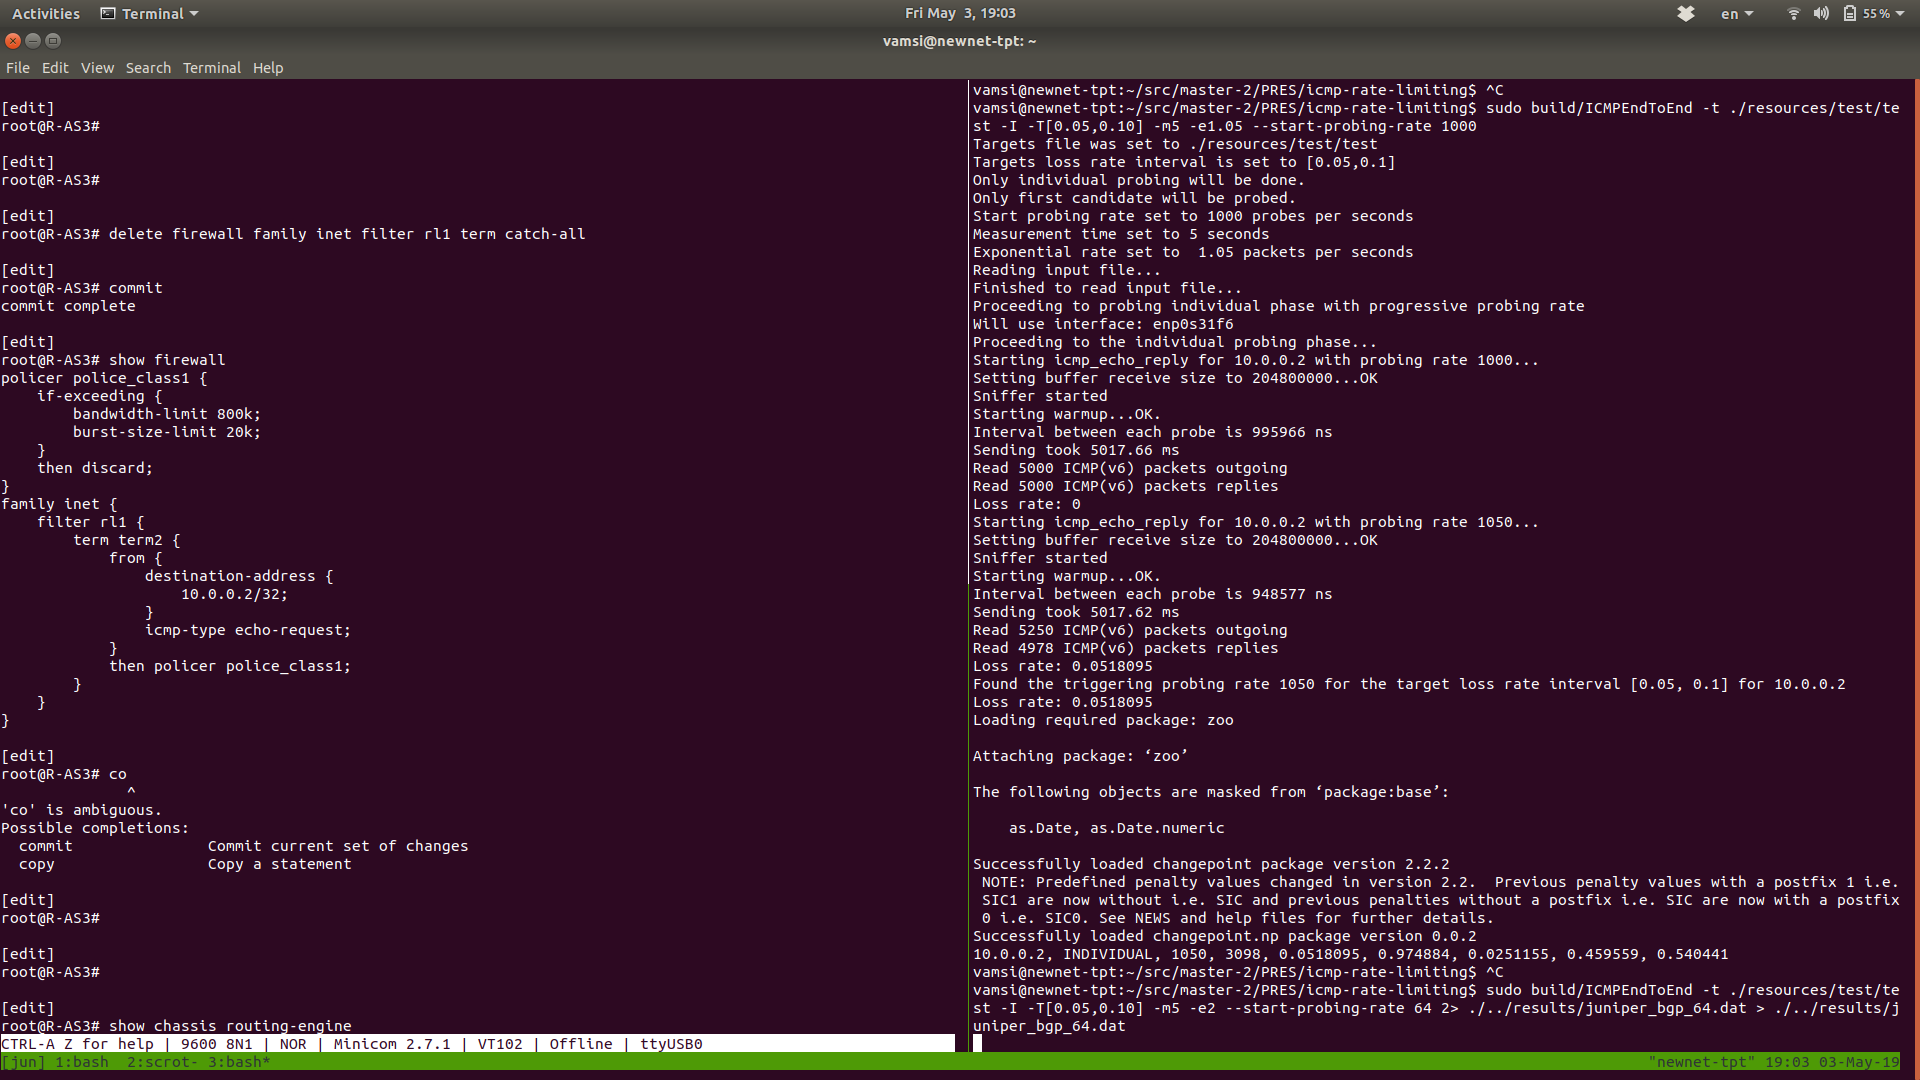 Activities Terminal Fri May 3, 19:03 en 55%
vamsi@newnet-tpt: ~
File Edit View Search Terminal Help
[edit]
root@R-AS3#
[edit]
root@R-AS3#
[edit]
root@R-AS3# delete firewall family inet filter rl1 term catch-all
[edit]
root@R-AS3# commit
commit complete
[edit]
root@R-AS3# show firewall
policer police_class1 {
    if-exceeding {
        bandwidth-limit 800k;
        burst-size-limit 20k;
    }
    then discard;
}
family inet {
    filter rl1 {
        term term2 {
            from {
                destination-address {
                    10.0.0.2/32;
                }
                icmp-type echo-request;
            }
            then policer police_class1;
        }
    }
}
[edit]
root@R-AS3# co
              ^
'co' is ambiguous.
Possible completions:
  commit               Commit current set of changes
  copy                 Copy a statement
[edit]
root@R-AS3#
[edit]
root@R-AS3#
[edit]
root@R-AS3# show chassis routing-engine
CTRL-A Z for help | 9600 8N1 | NOR | Minicom 2.7.1 | VT102 | Offline | ttyUSB0
vamsi@newnet-tpt:~/src/master-2/PRES/icmp-rate-limiting$ ^C
vamsi@newnet-tpt:~/src/master-2/PRES/icmp-rate-limiting$ sudo build/ICMPEndToEnd -t ./resources/test/te
st -I -T[0.05,0.10] -m5 -e1.05 --start-probing-rate 1000
Targets file was set to ./resources/test/test
Targets loss rate interval is set to [0.05,0.1]
Only individual probing will be done.
Only first candidate will be probed.
Start probing rate set to 1000 probes per seconds
Measurement time set to 5 seconds
Exponential rate set to  1.05 packets per seconds
Reading input file...
Finished to read input file...
Proceeding to probing individual phase with progressive probing rate
Will use interface: enp0s31f6
Proceeding to the individual probing phase...
Starting icmp_echo_reply for 10.0.0.2 with probing rate 1000...
Setting buffer receive size to 204800000...OK
Sniffer started
Starting warmup...OK.
Interval between each probe is 995966 ns
Sending took 5017.66 ms
Read 5000 ICMP(v6) packets outgoing
Read 5000 ICMP(v6) packets replies
Loss rate: 0
Starting icmp_echo_reply for 10.0.0.2 with probing rate 1050...
Setting buffer receive size to 204800000...OK
Sniffer started
Starting warmup...OK.
Interval between each probe is 948577 ns
Sending took 5017.62 ms
Read 5250 ICMP(v6) packets outgoing
Read 4978 ICMP(v6) packets replies
Loss rate: 0.0518095
Found the triggering probing rate 1050 for the target loss rate interval [0.05, 0.1] for 10.0.0.2
Loss rate: 0.0518095
Loading required package: zoo
Attaching package: ‘zoo’
The following objects are masked from ‘package:base’:
    as.Date, as.Date.numeric
Successfully loaded changepoint package version 2.2.2
 NOTE: Predefined penalty values changed in version 2.2.  Previous penalty values with a postfix 1 i.e.
 SIC1 are now without i.e. SIC and previous penalties without a postfix i.e. SIC are now with a postfix
 0 i.e. SIC0. See NEWS and help files for further details.
Successfully loaded changepoint.np package version 0.0.2
10.0.0.2, INDIVIDUAL, 1050, 3098, 0.0518095, 0.974884, 0.0251155, 0.459559, 0.540441
vamsi@newnet-tpt:~/src/master-2/PRES/icmp-rate-limiting$ ^C
vamsi@newnet-tpt:~/src/master-2/PRES/icmp-rate-limiting$ sudo build/ICMPEndToEnd -t ./resources/test/te
st -I -T[0.05,0.10] -m5 -e2 --start-probing-rate 64 2> ./../results/juniper_bgp_64.dat > ./../results/j
uniper_bgp_64.dat
[jun] 1:bash  2:scrot- 3:bash* "newnet-tpt" 19:03 03-May-19